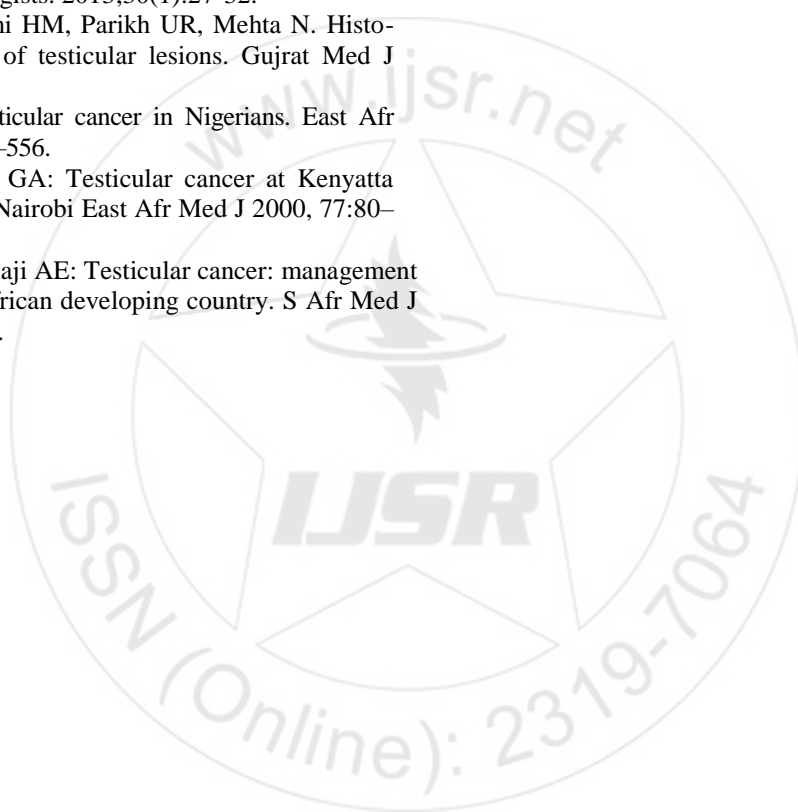 2013;30(1):27-32.
ni HM, Parikh UR, Mehta N. Histo-
of testicular lesions. Gujrat Med J
ticular cancer in Nigerians. East Afr
–556.
GA: Testicular cancer at Kenyatta
Nairobi East Afr Med J 2000, 77:80–
aji AE: Testicular cancer: management
frican developing country. S Afr Med J
.
www.ijsr.net
IJSR
ISSN (Online): 2319-7064